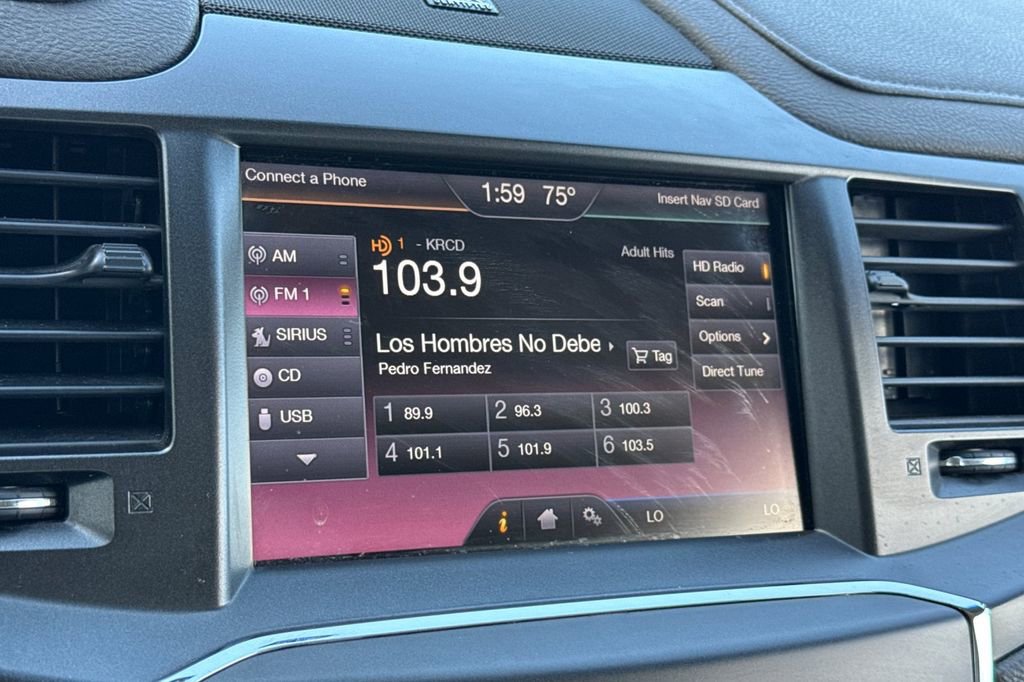 Connect a Phone
1:59 75°
Insert Nav SD Card
AM
FM 1
SIRIUS
CD
USB
HD 1 - KRCD
Adult Hits
103.9
Los Hombres No Debe
Pedro Fernandez
Tag
1 89.9
2 96.3
3 100.3
4 101.1
5 101.9
6 103.5
HD Radio
Scan
Options
Direct Tune
i
LO
LO